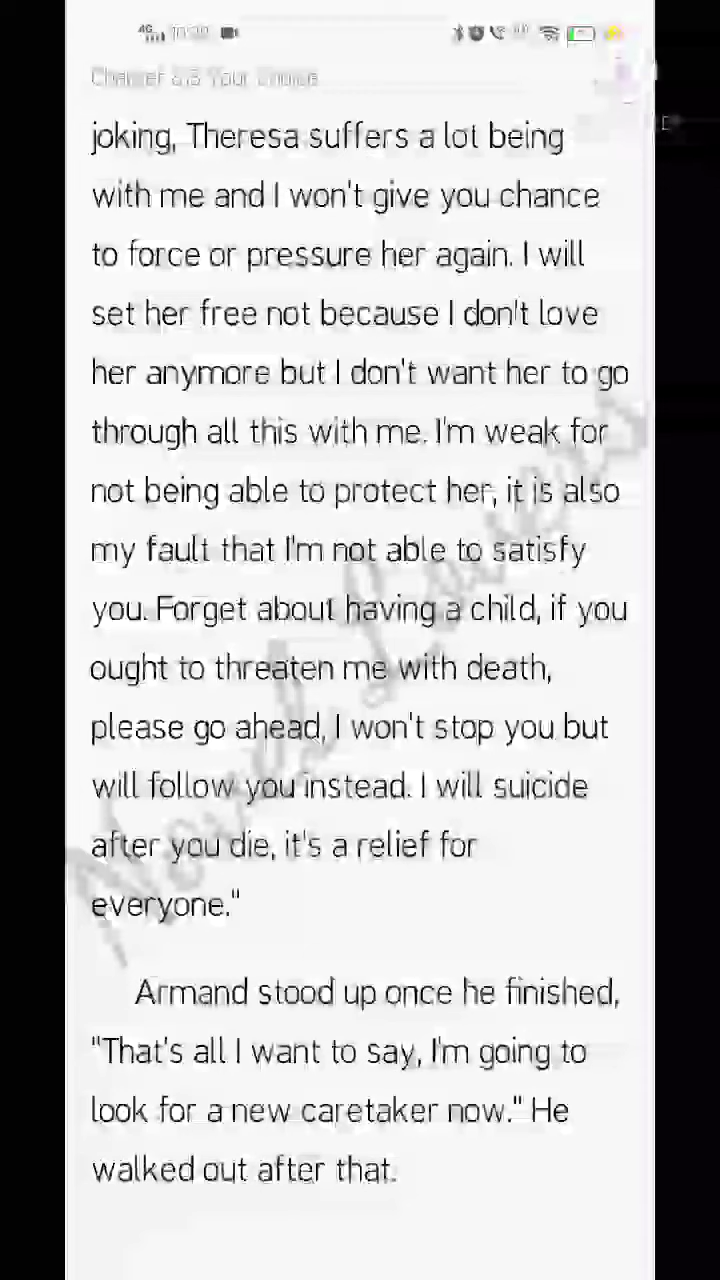 4G
Your Choice
joking, Theresa suffers a lot being
with me and I won't give you chance
to force or pressure her again. I will
set her free not because I don't love
her anymore but I don't want her to go
through all this with me. I'm weak for
not being able to protect her, it is also
my fault that I'm not able to satisfy
you. Forget about having a child, if you
ought to threaten me with death,
please go ahead, I won't stop you but
will follow you instead. I will suicide
after you die, it's a relief for
everyone."
Armand stood up once he finished,
"That's all I want to say, I'm going to
look for a new caretaker now." He
walked out after that.
Novel Lovers